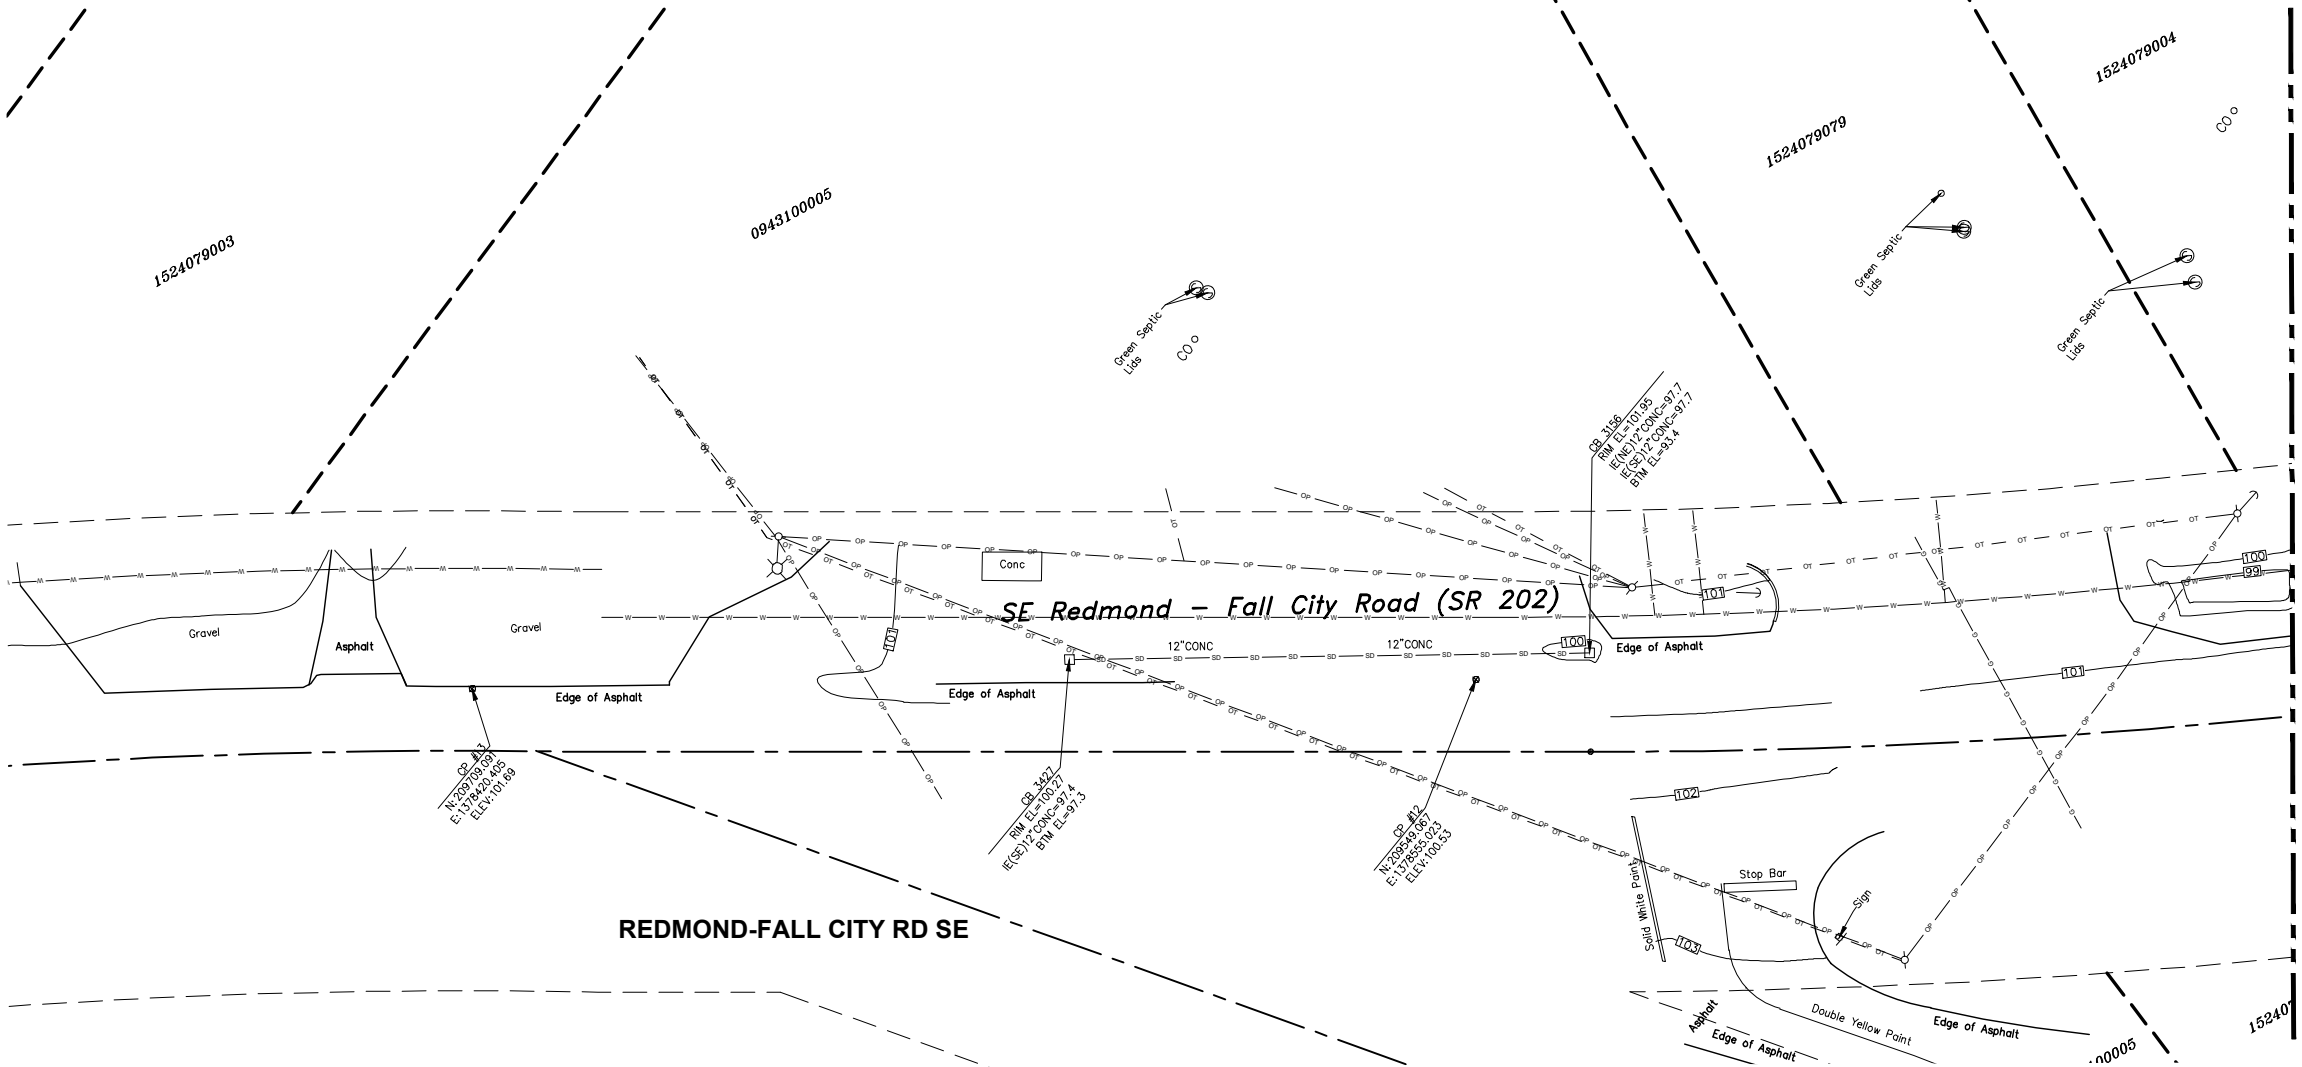 1524079004
CO
1524079079
0943100005
1524079003
Green Septic
Lids
Green Septic
Lids
Green Septic
Lids
CO
CB 3156
RIM EL=101.95
IE(NE)12"CONC=97.7
IE(SE)12"CONC=97.7
BTM EL=93.4
Conc
SE Redmond – Fall City Road (SR 202)
100
99
101
Gravel
Gravel
Asphalt
101
12"CONC
12"CONC
100
Edge of Asphalt
101
Edge of Asphalt
Edge of Asphalt
CP #13
N:209709.091
E:1378420.405
ELEV:101.69
CB 3427
RIM EL=100.27
IE(SE)12"CONC=97.4
BTM EL=97.3
CP #12
N:209549.067
E:1378555.023
ELEV:100.53
102
Solid White Paint
Stop Bar
Sign
103
REDMOND-FALL CITY RD SE
Asphalt
Edge of Asphalt
Double Yellow Paint
Edge of Asphalt
15240
00005